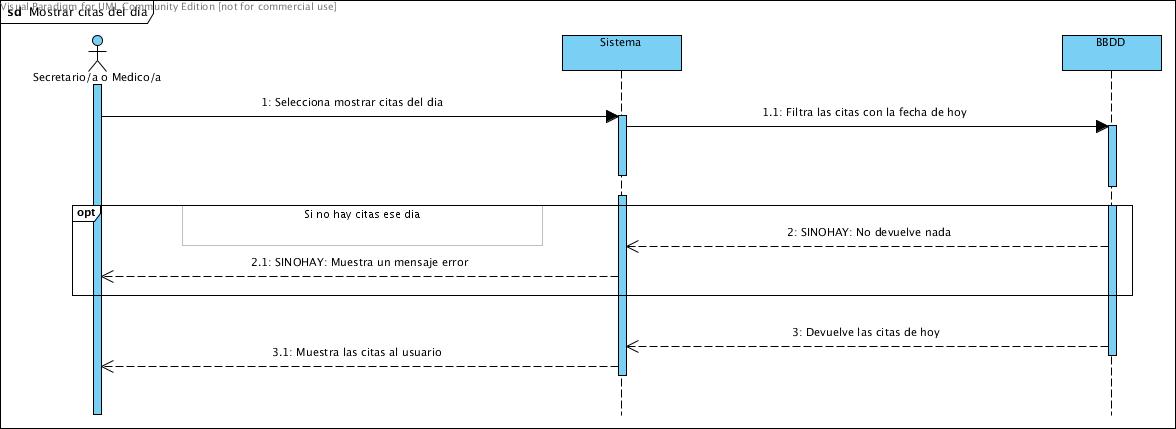 Visual Paradigm for UML Community Edition [not for commercial use]
sd Mostrar citas del dia
Secretario/a o Medico/a
Sistema
BBDD
1: Selecciona mostrar citas del dia
1.1: Filtra las citas con la fecha de hoy
opt
Si no hay citas ese dia
2: SINOHAY: No devuelve nada
2.1: SINOHAY: Muestra un mensaje error
3: Devuelve las citas de hoy
3.1: Muestra las citas al usuario